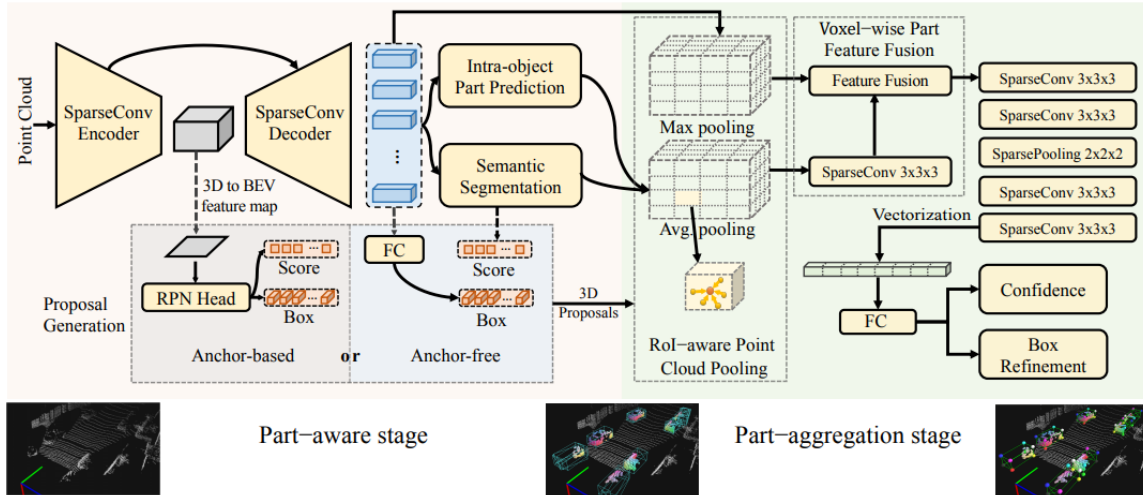 Point Cloud
SparseConv
Encoder
SparseConv
Decoder
3D to BEV
feature map
Intra-object
Part Prediction
Semantic
Segmentation
Proposal
Generation
RPN Head
Score
Box
Anchor-based
or
FC
Score
Box
Anchor-free
3D
Proposals
Max pooling
Avg. pooling
RoI-aware Point
Cloud Pooling
Voxel-wise Part
Feature Fusion
Feature Fusion
SparseConv 3x3x3
SparseConv 3x3x3
SparseConv 3x3x3
SparsePooling 2x2x2
SparseConv 3x3x3
SparseConv 3x3x3
Vectorization
FC
Confidence
Box
Refinement
Part-aware stage
Part-aggregation stage